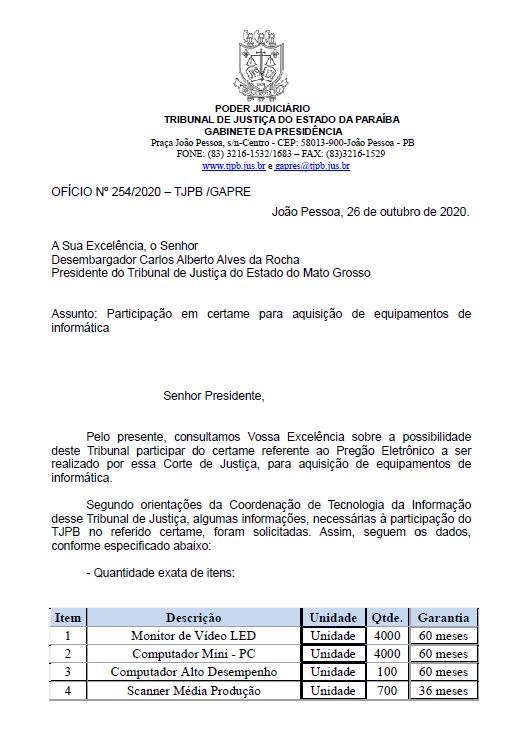 PODER JUDICIÁRIO
TRIBUNAL DE JUSTIÇA DO ESTADO DA PARAÍBA
GABINETE DA PRESIDÊNCIA
Praça João Pessoa, s/n-Centro - CEP: 58013-900-João Pessoa - PB
FONE: (83) 3216-1532/1683 – FAX: (83)3216-1529
www.tjpb.jus.br e gapres@tjpb.jus.br
OFÍCIO Nº 254/2020 – TJPB /GAPRE
João Pessoa, 26 de outubro de 2020.
A Sua Excelência, o Senhor
Desembargador Carlos Alberto Alves da Rocha
Presidente do Tribunal de Justiça do Estado do Mato Grosso
Assunto: Participação em certame para aquisição de equipamentos de
informática
Senhor Presidente,
Pelo presente, consultamos Vossa Excelência sobre a possibilidade
deste Tribunal participar do certame referente ao Pregão Eletrônico a ser
realizado por essa Corte de Justiça, para aquisição de equipamentos de
informática.
Segundo orientações da Coordenação de Tecnologia da Informação
desse Tribunal de Justiça, algumas informações, necessárias à participação do
TJPB no referido certame, foram solicitadas. Assim, seguem os dados,
conforme especificado abaixo:
- Quantidade exata de itens:
Item Descrição Unidade Qtde. Garantia
1 Monitor de Vídeo LED Unidade 4000 60 meses
2 Computador Mini - PC Unidade 4000 60 meses
3 Computador Alto Desempenho Unidade 100 60 meses
4 Scanner Média Produção Unidade 700 36 meses